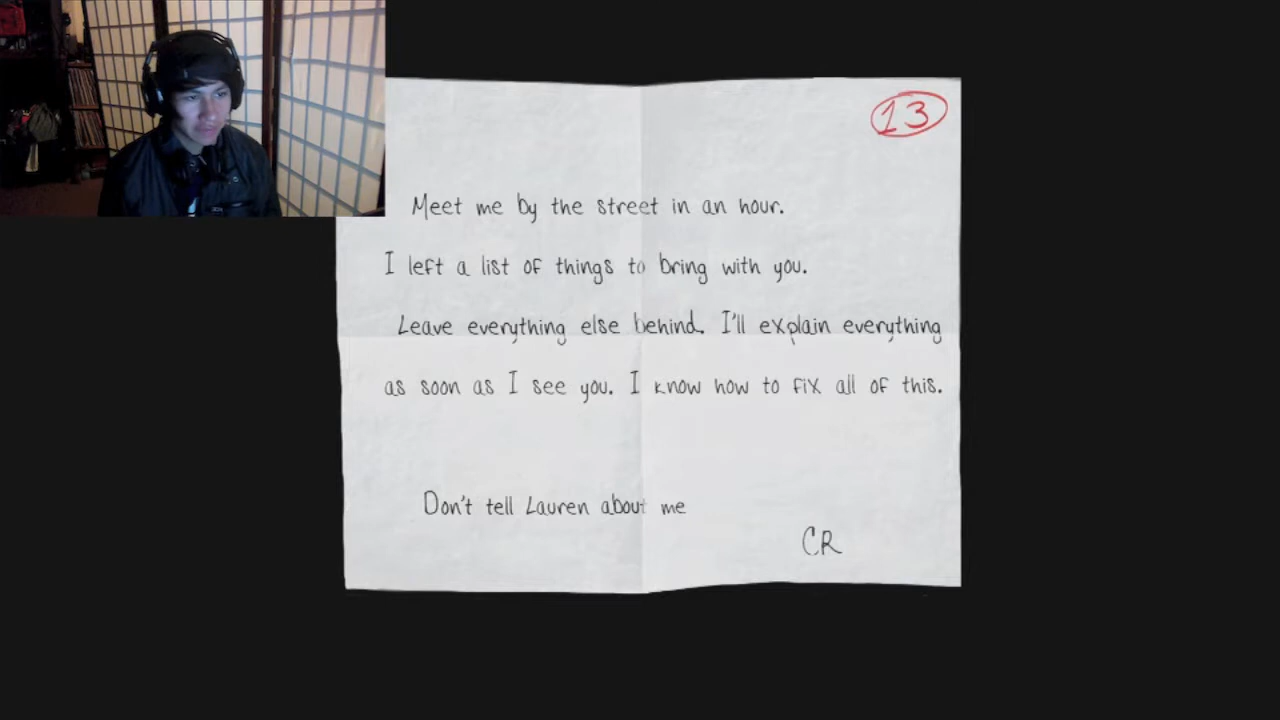 13
Meet me by the street in an hour.
I left a list of things to bring with you.
Leave everything else behind. I'll explain everything
as soon as I see you. I know how to fix all of this.
Don't tell Lauren about me
CR